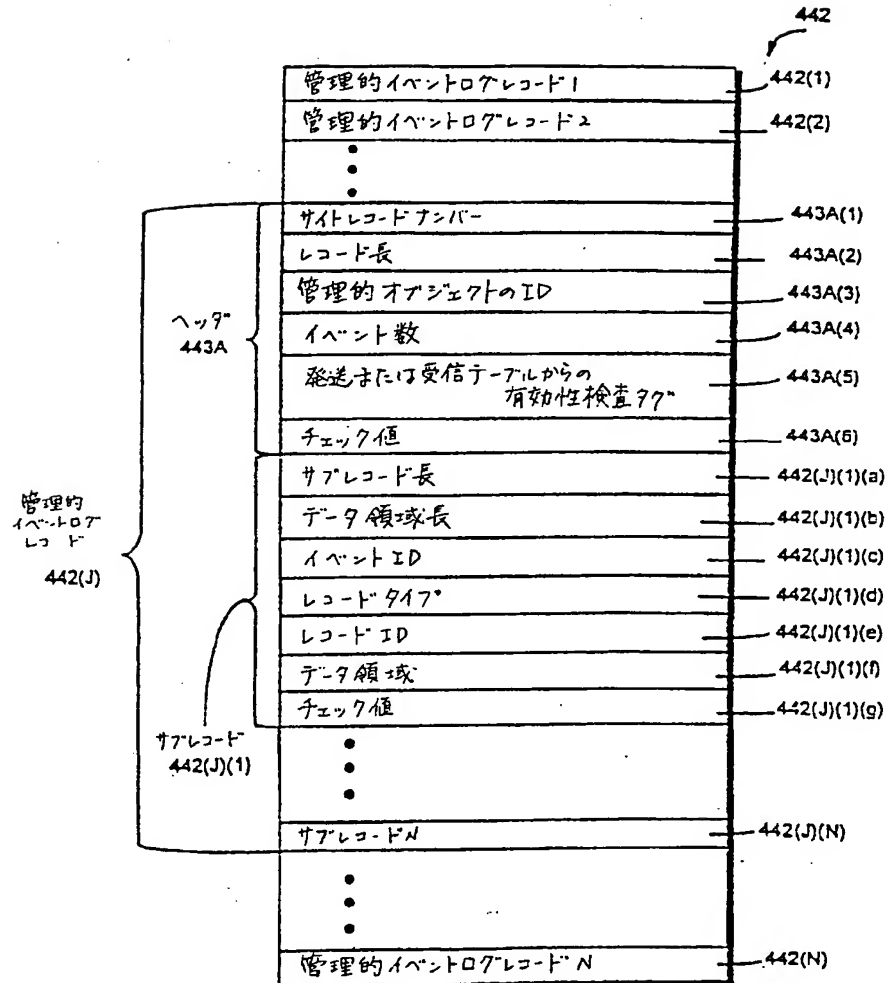 442
管理的イベントログレコード1 442(1)
管理的イベントログレコード2 442(2)
サイトレコードナンバー 443A(1)
レコード長 443A(2)
管理的オブジェクトのID 443A(3)
ヘッダ
443A
イベント数 443A(4)
発送または受信テーブルからの
有効性検査タグ 443A(5)
チェック値 443A(6)
サブレコード長 442(J)(1)(a)
管理的
イベントログ
レコード
442(J)
データ領域長 442(J)(1)(b)
イベントID 442(J)(1)(c)
レコードタイプ 442(J)(1)(d)
レコードID 442(J)(1)(e)
データ領域 442(J)(1)(f)
チェック値 442(J)(1)(g)
サブレコード
442(J)(1)
サブレコードN 442(J)(N)
管理的イベントログレコードN 442(N)